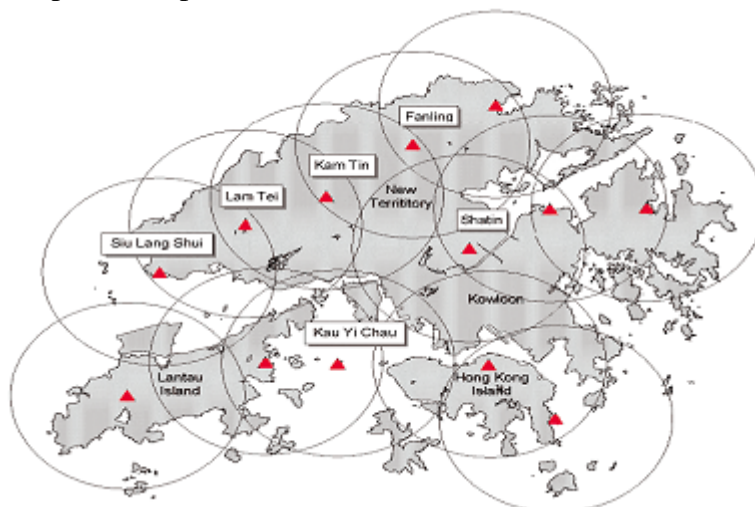 Fanling
Kam Tin
New
Territitory
Lam Tei
Shatin
Siu Lang Shui
Kowloon
Kau Yi Chau
Lantau
Island
Hong Kong
Island